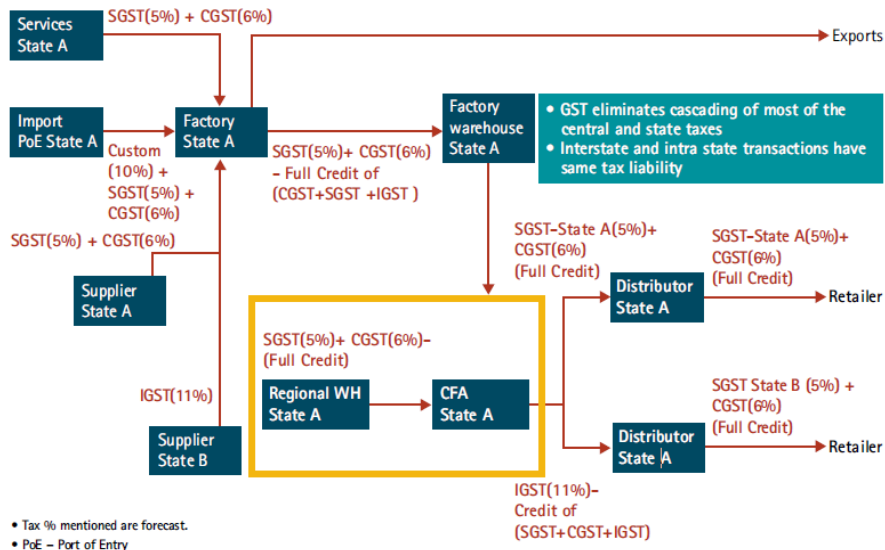 Services
State A
SGST(5%) + CGST(6%)
Exports
Import
PoE State A
Factory
State A
Factory
warehouse
State A
• GST eliminates cascading of most of the
central and state taxes
• Interstate and intra state transactions have
same tax liability
Custom
(10%) +
SGST(5%) +
CGST(6%)
SGST(5%)+ CGST(6%)
- Full Credit of
(CGST+SGST +IGST )
SGST(5%) + CGST(6%)
Supplier
State A
SGST-State A(5%)+
CGST(6%)
(Full Credit)
Distributor
State A
SGST-State A(5%)+
CGST(6%)
(Full Credit)
Retailer
SGST(5%)+ CGST(6%)-
(Full Credit)
Regional WH
State A
CFA
State A
IGST(11%)
Supplier
State B
Distributor
State A
SGST State B (5%) +
CGST(6%)
(Full Credit)
Retailer
IGST(11%)-
Credit of
(SGST+CGST+IGST)
• Tax % mentioned are forecast.
• PoE – Port of Entry